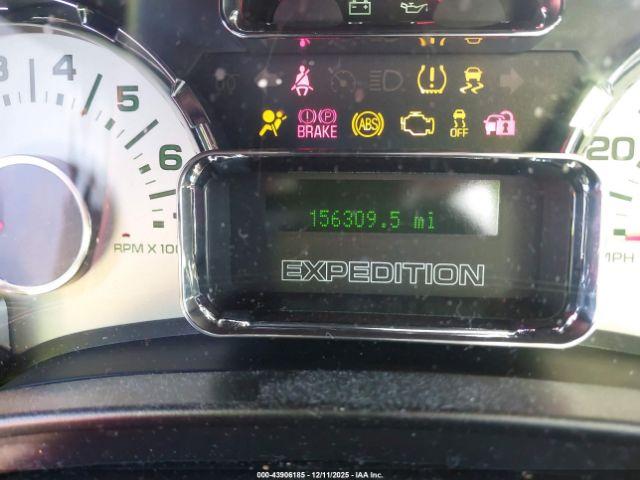 3 4 5 6
BRAKE
ABS
OFF
20
156309.5 mi
RPM X 100
MPH
EXPEDITION
000-43906185 - 12/11/2025 - IAA Inc.